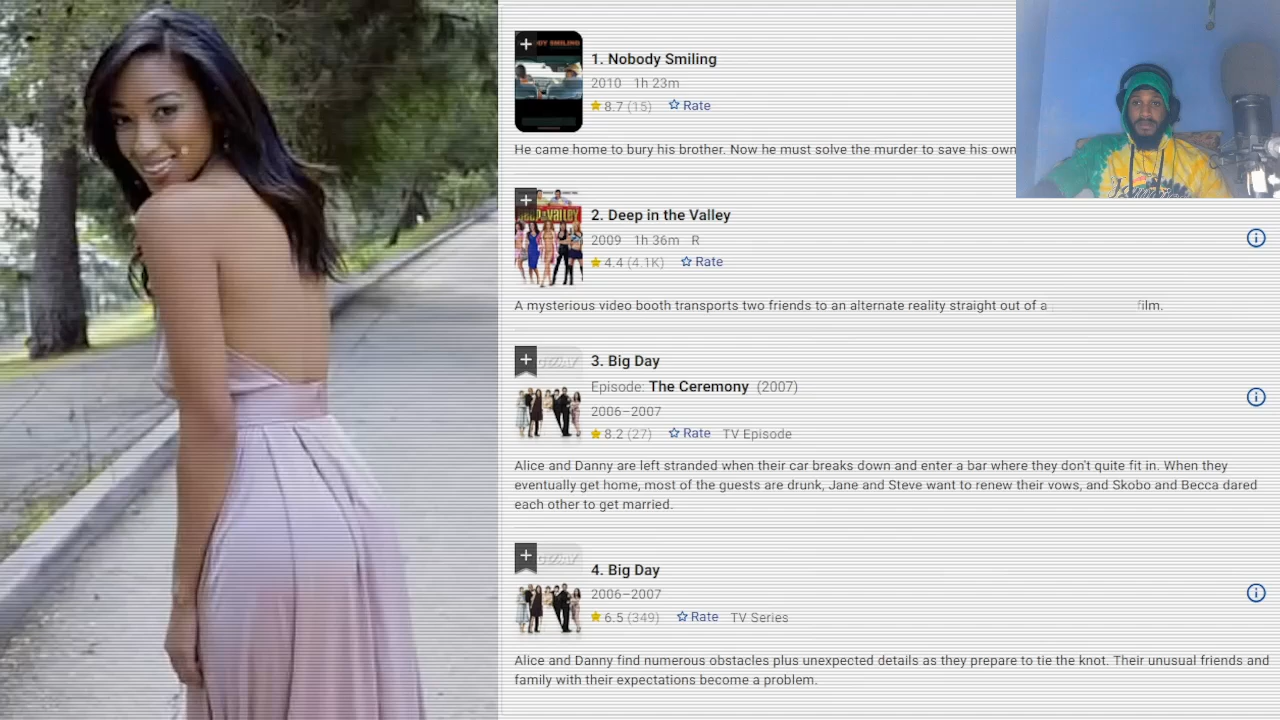 1. Nobody Smiling
2010 1h 23m
8.7 (15) Rate
He came home to bury his brother. Now he must solve the murder to save his own
2. Deep in the Valley
2009 1h 36m R
4.4 (4.1K) Rate
A mysterious video booth transports two friends to an alternate reality straight out of a film.
3. Big Day
Episode: The Ceremony (2007)
2006–2007
8.2 (27) Rate TV Episode
Alice and Danny are left stranded when their car breaks down and enter a bar where they don't quite fit in. When they
eventually get home, most of the guests are drunk, Jane and Steve want to renew their vows, and Skobo and Becca dared
each other to get married.
4. Big Day
2006–2007
6.5 (349) Rate TV Series
Alice and Danny find numerous obstacles plus unexpected details as they prepare to tie the knot. Their unusual friends and
family with their expectations become a problem.